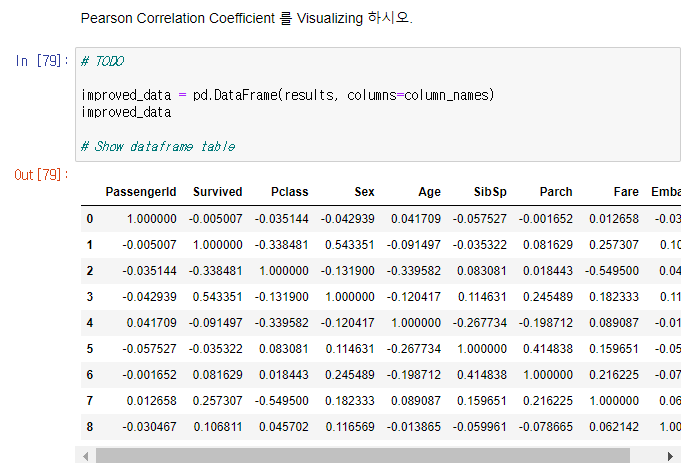 Pearson Correlation Coefficient 를 Visualizing 하시오.
In [79]: # TODO
improved_data = pd.DataFrame(results, columns=column_names)
improved_data
# Show dataframe table
Out[79]:
PassengerId Survived Pclass Sex Age SibSp Parch Fare Emba
0 1.000000 -0.005007 -0.035144 -0.042939 0.041709 -0.057527 -0.001652 0.012658 -0.03
1 -0.005007 1.000000 -0.338481 0.543351 -0.091497 -0.035322 0.081629 0.257307 0.10
2 -0.035144 -0.338481 1.000000 -0.131900 -0.339582 0.083081 0.018443 -0.549500 0.04
3 -0.042939 0.543351 -0.131900 1.000000 -0.120417 0.114631 0.245489 0.182333 0.11
4 0.041709 -0.091497 -0.339582 -0.120417 1.000000 -0.267734 -0.198712 0.089087 -0.01
5 -0.057527 -0.035322 0.083081 0.114631 -0.267734 1.000000 0.414838 0.159651 -0.05
6 -0.001652 0.081629 0.018443 0.245489 -0.198712 0.414838 1.000000 0.216225 -0.07
7 0.012658 0.257307 -0.549500 0.182333 0.089087 0.159651 0.216225 1.000000 0.06
8 -0.030467 0.106811 0.045702 0.116569 -0.013865 -0.059961 -0.078665 0.062142 1.00